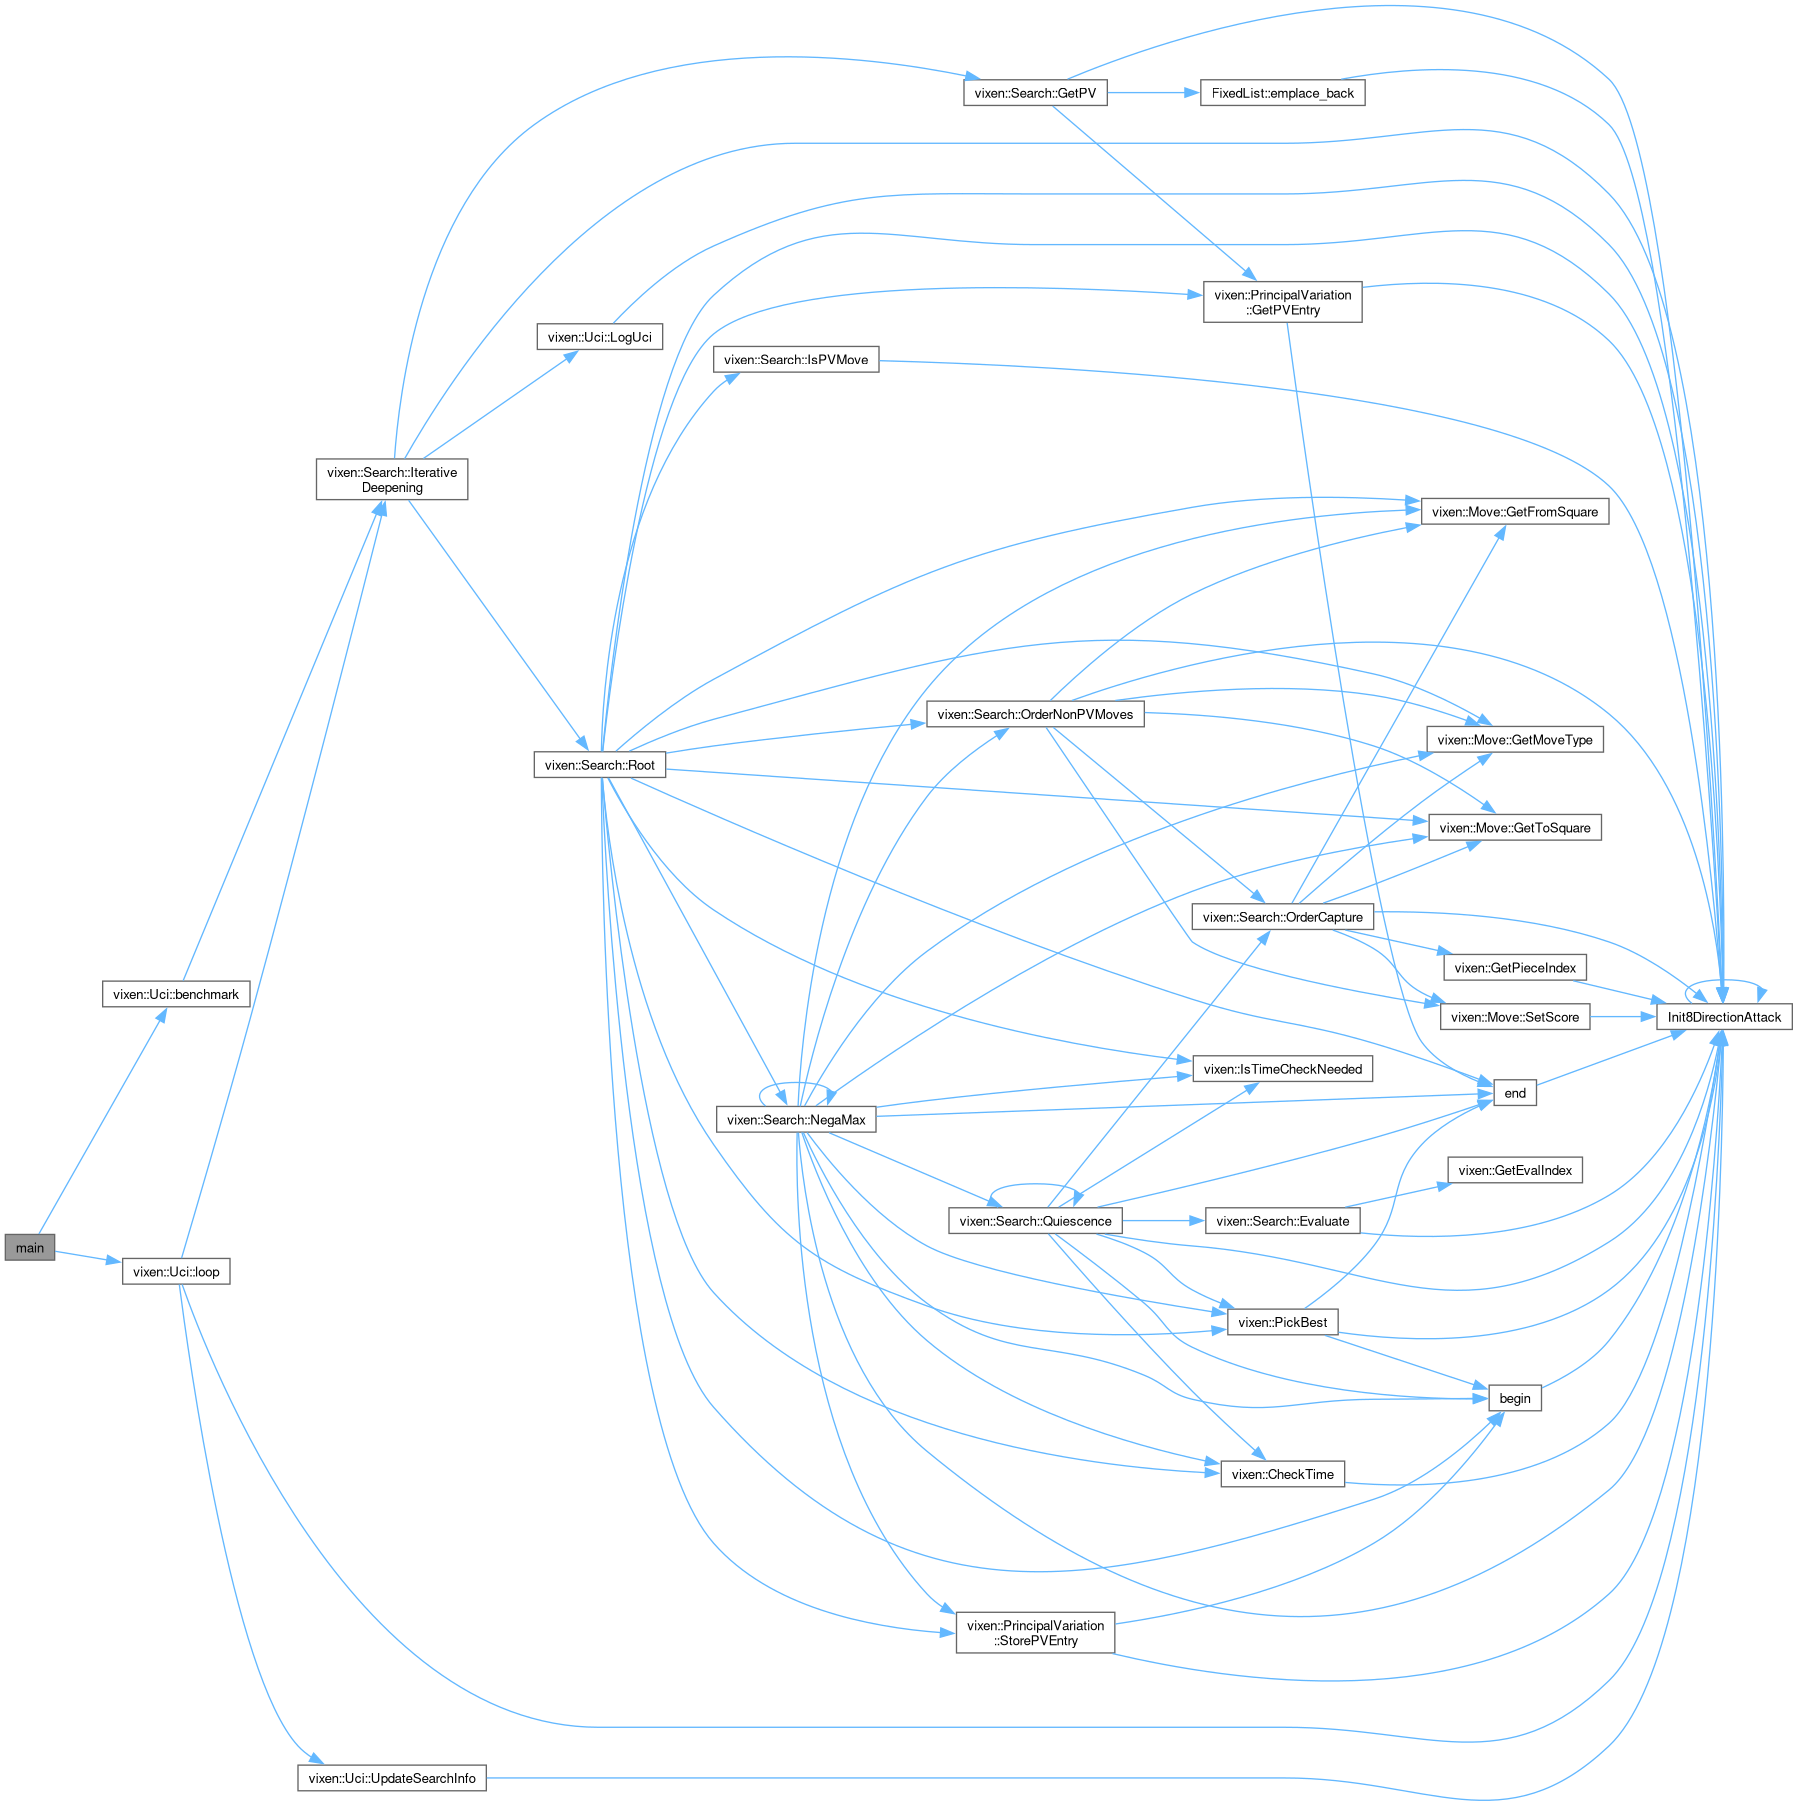 vixen::Search::GetPV
FixedList::emplace_back
vixen::PrincipalVariation
::GetPVEntry
vixen::Uci::LogUci
vixen::Search::IsPVMove
vixen::Search::Iterative
Deepening
vixen::Move::GetFromSquare
vixen::Search::OrderNonPVMoves
vixen::Move::GetMoveType
vixen::Search::Root
vixen::Move::GetToSquare
vixen::Search::OrderCapture
vixen::GetPieceIndex
vixen::Uci::benchmark
vixen::Move::SetScore
Init8DirectionAttack
vixen::IsTimeCheckNeeded
end
vixen::Search::NegaMax
vixen::GetEvalIndex
vixen::Search::Quiescence
vixen::Search::Evaluate
main
vixen::Uci::loop
vixen::PickBest
begin
vixen::CheckTime
vixen::PrincipalVariation
::StorePVEntry
vixen::Uci::UpdateSearchInfo